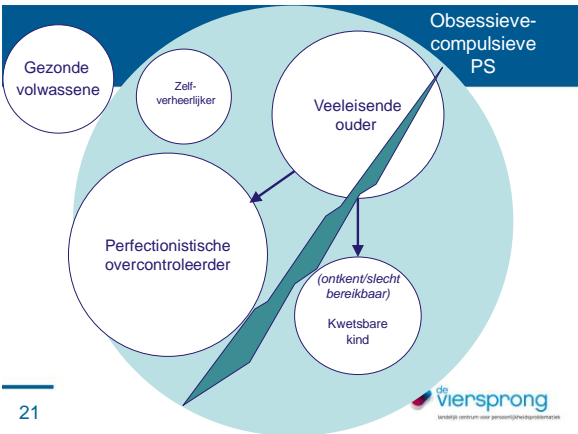 Obsessieve-
compulsieve
PS
Gezonde
volwassene
Zelf-
verheerlijker
Veeleisende
ouder
Perfectionistische
overcontroleerder
(ontkent/slecht
bereikbaar)
Kwetsbare
kind
21
de
viersprong
landelijk centrum voor persoonlijkheidsproblematiek